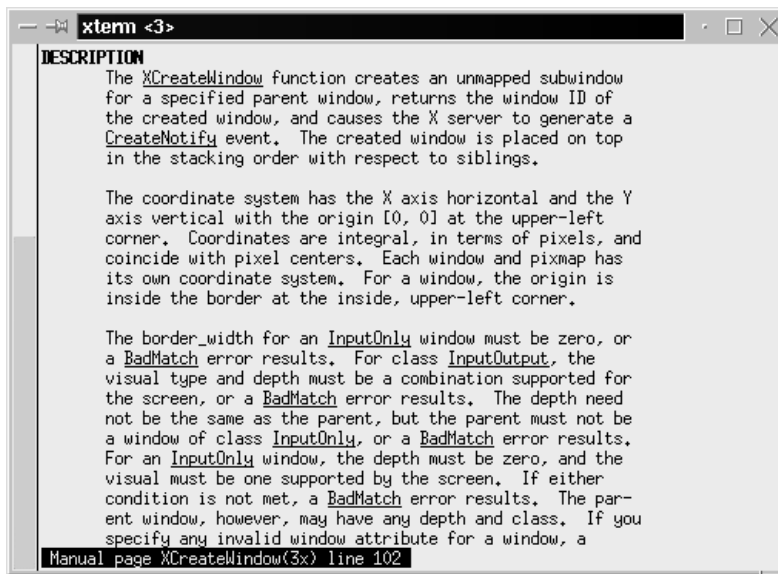 xterm <3>
DESCRIPTION
The XCreateWindow function creates an unmapped subwindow
for a specified parent window, returns the window ID of
the created window, and causes the X server to generate a
CreateNotify event.  The created window is placed on top
in the stacking order with respect to siblings.
The coordinate system has the X axis horizontal and the Y
axis vertical with the origin [0, 0] at the upper-left
corner.  Coordinates are integral, in terms of pixels, and
coincide with pixel centers.  Each window and pixmap has
its own coordinate system.  For a window, the origin is
inside the border at the inside, upper-left corner.
The border_width for an InputOnly window must be zero, or
a BadMatch error results.  For class InputOutput, the
visual type and depth must be a combination supported for
the screen, or a BadMatch error results.  The depth need
not be the same as the parent, but the parent must not be
a window of class InputOnly, or a BadMatch error results.
For an InputOnly window, the depth must be zero, and the
visual must be one supported by the screen.  If either
condition is not met, a BadMatch error results.  The par-
ent window, however, may have any depth and class.  If you
specify any invalid window attribute for a window, a
Manual page XCreateWindow(3x) line 102